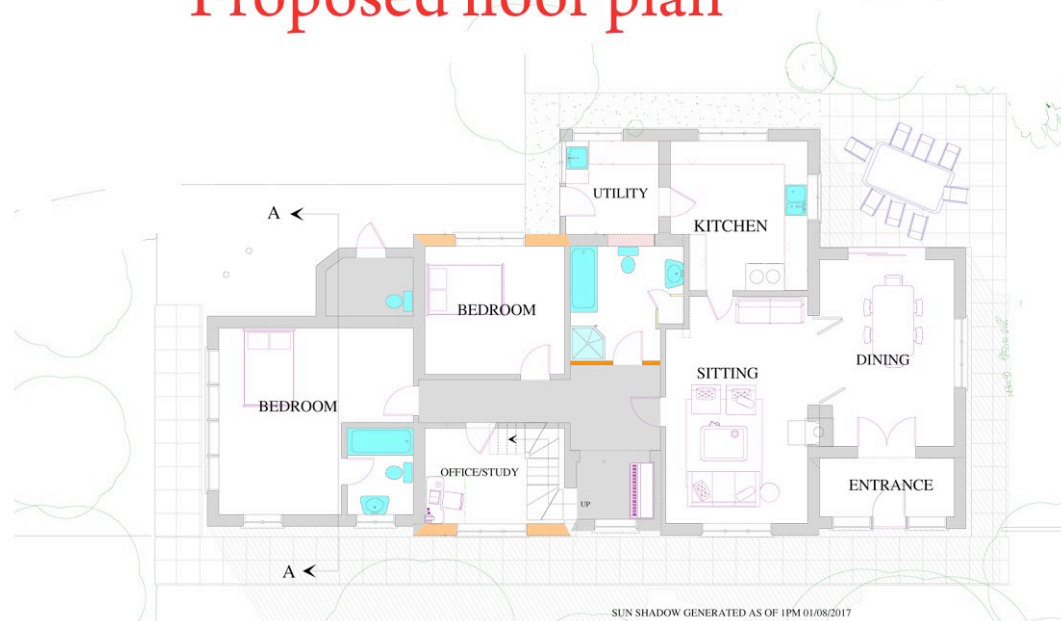 Proposed floor plan
A
UTILITY
KITCHEN
BEDROOM
DINING
SITTING
BEDROOM
OFFICE/STUDY
ENTRANCE
UP
A
SUN SHADOW GENERATED AS OF 1PM 01/08/2017